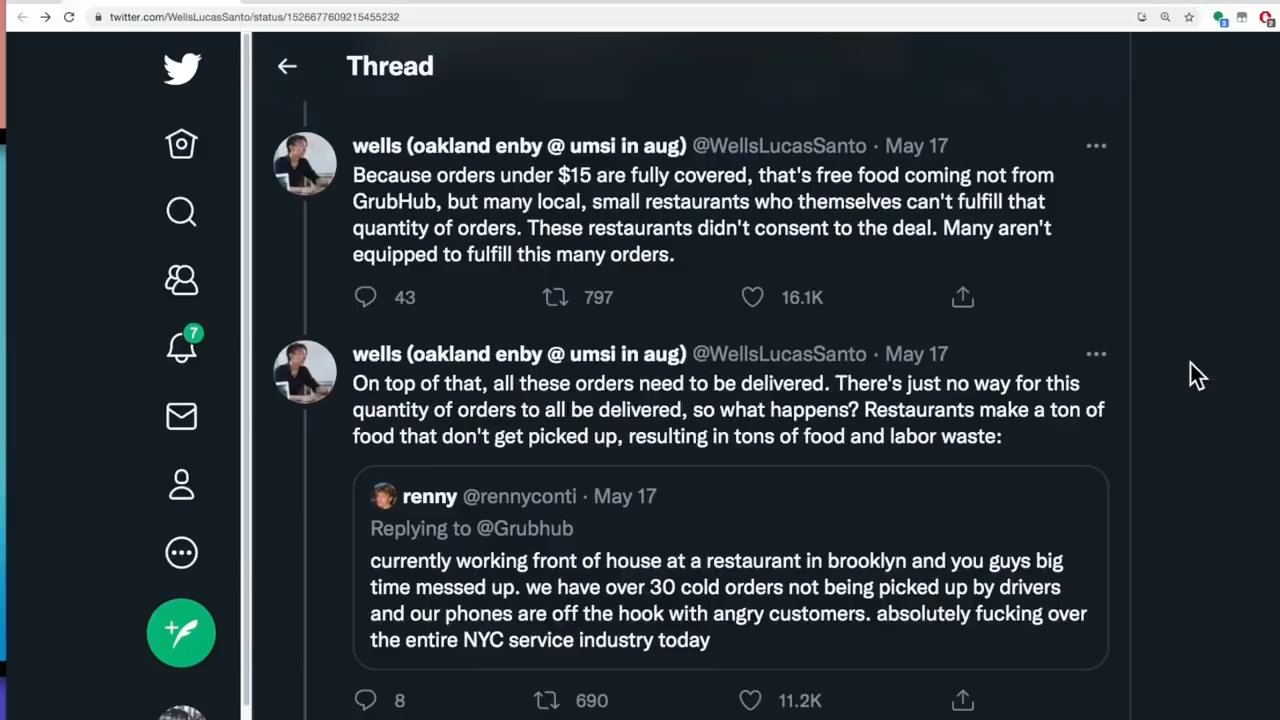 twitter.com/WellsLucasSanto/status/1526677609215455232
Thread
wells (oakland enby @ umsi in aug) @WellsLucasSanto · May 17
Because orders under $15 are fully covered, that's free food coming not from
GrubHub, but many local, small restaurants who themselves can't fulfill that
quantity of orders. These restaurants didn't consent to the deal. Many aren't
equipped to fulfill this many orders.
43 797 16.1K
7
wells (oakland enby @ umsi in aug) @WellsLucasSanto · May 17
On top of that, all these orders need to be delivered. There's just no way for this
quantity of orders to all be delivered, so what happens? Restaurants make a ton of
food that don't get picked up, resulting in tons of food and labor waste:
renny @rennyconti · May 17
Replying to @Grubhub
currently working front of house at a restaurant in brooklyn and you guys big
time messed up. we have over 30 cold orders not being picked up by drivers
and our phones are off the hook with angry customers. absolutely fucking over
the entire NYC service industry today
8 690 11.2K